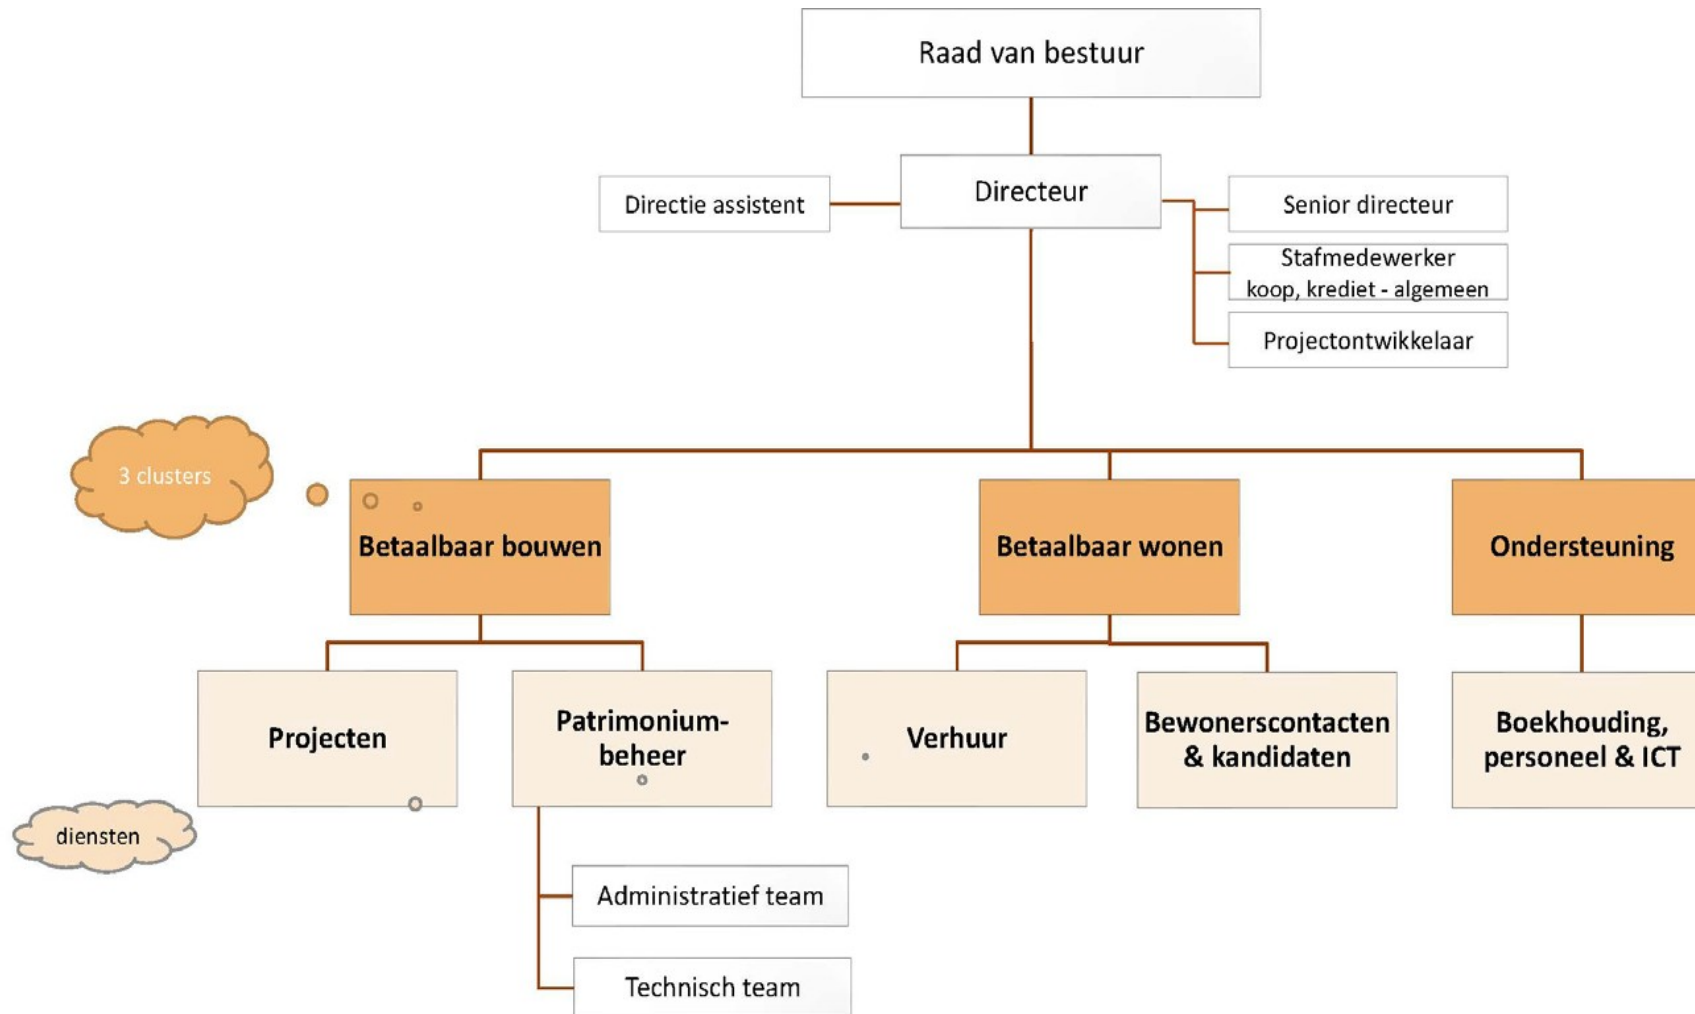 Raad van bestuur
Directeur
Directie assistent
Senior directeur
Stafmedewerker
koop, krediet - algemeen
Projectontwikkelaar
3 clusters
Betaalbaar bouwen
Betaalbaar wonen
Ondersteuning
Projecten
Patrimonium-
beheer
Verhuur
Bewonerscontacten
& kandidaten
Boekhouding,
personeel & ICT
diensten
Administratief team
Technisch team